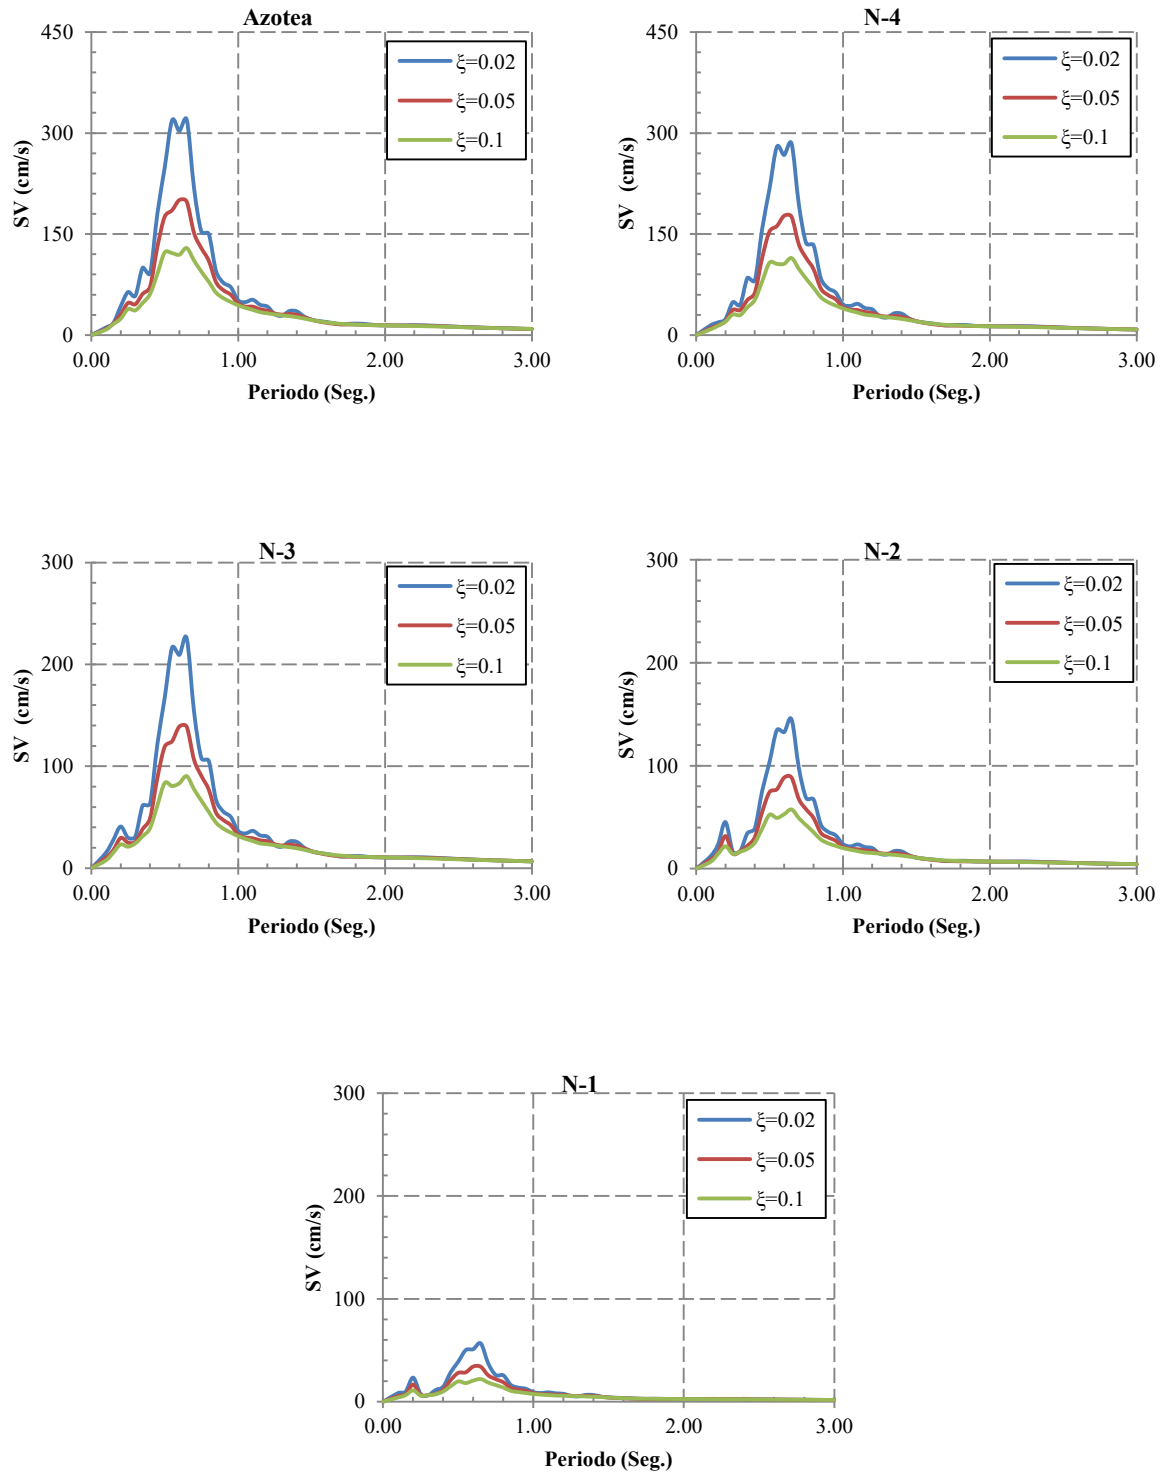 Azotea
450
300
150
0
SV (cm/s)
0.00 1.00 2.00 3.00
Periodo (Seg.)
ξ=0.02
ξ=0.05
ξ=0.1
N-4
450
300
150
0
SV (cm/s)
0.00 1.00 2.00 3.00
Periodo (Seg.)
ξ=0.02
ξ=0.05
ξ=0.1
N-3
300
200
100
0
SV (cm/s)
0.00 1.00 2.00 3.00
Periodo (Seg.)
ξ=0.02
ξ=0.05
ξ=0.1
N-2
300
200
100
0
SV (cm/s)
0.00 1.00 2.00 3.00
Periodo (Seg.)
ξ=0.02
ξ=0.05
ξ=0.1
N-1
300
200
100
0
SV (cm/s)
0.00 1.00 2.00 3.00
Periodo (Seg.)
ξ=0.02
ξ=0.05
ξ=0.1